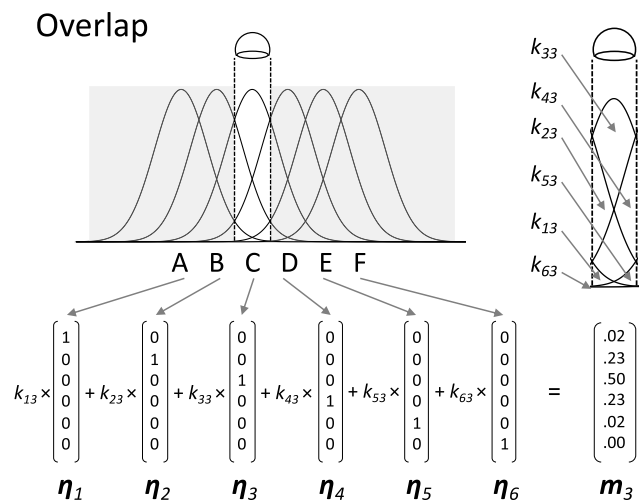 Overlap
k33
k43
k23
k53
k13
k63
A B C D E F
1 0 0 0 0 0 .02
0 1 0 0 0 0 .23
0 0 1 0 0 0 .50
k13 × + k23 × + k33 × + k43 × + k53 × + k63 × =
0 0 0 1 0 0 .23
0 0 0 0 1 0 .02
0 0 0 0 0 1 .00
η1 η2 η3 η4 η5 η6 m3